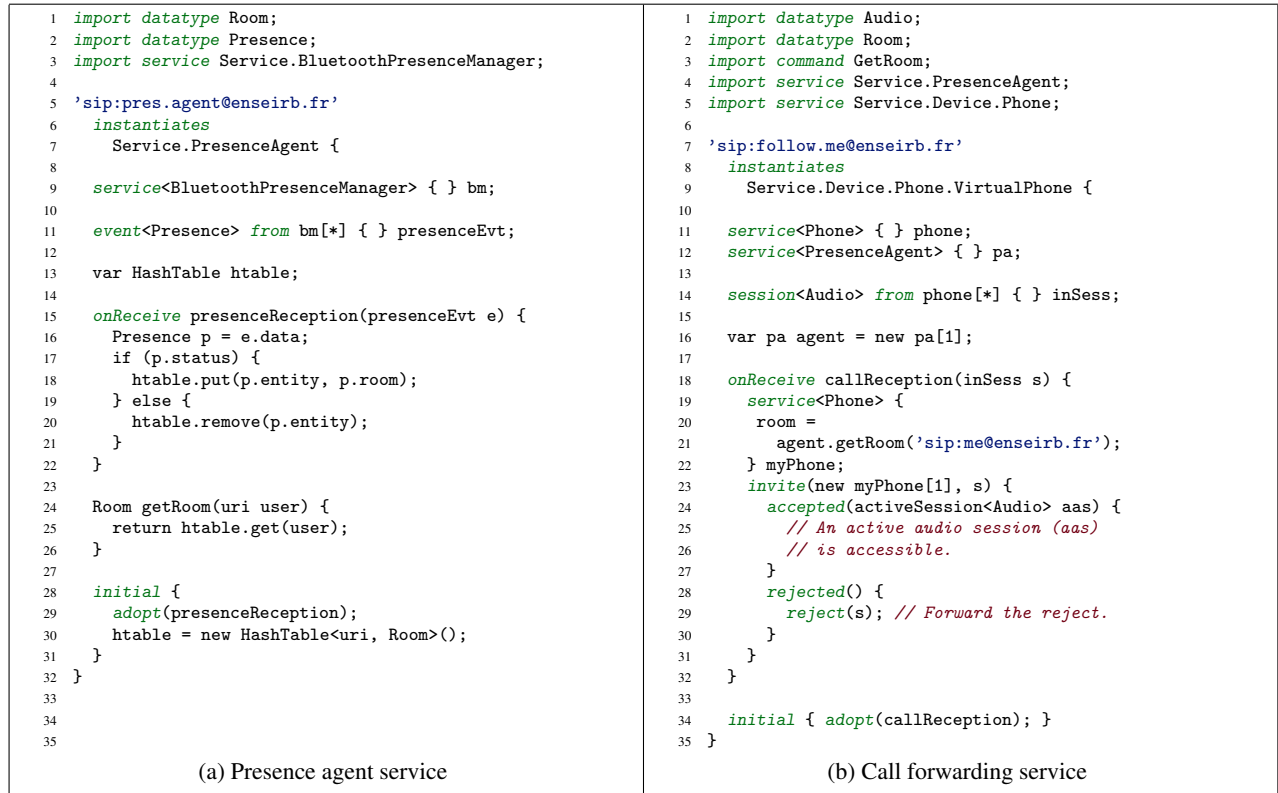 1 import datatype Room;
2 import datatype Presence;
3 import service Service.BluetoothPresenceManager;
4
5 'sip:pres.agent@enseirb.fr'
6   instantiates
7     Service.PresenceAgent {
8
9   service<BluetoothPresenceManager> { } bm;
10
11   event<Presence> from bm[*] { } presenceEvt;
12
13   var HashTable htable;
14
15   onReceive presenceReception(presenceEvt e) {
16     Presence p = e.data;
17     if (p.status) {
18       htable.put(p.entity, p.room);
19     } else {
20       htable.remove(p.entity);
21     }
22   }
23
24   Room getRoom(uri user) {
25     return htable.get(user);
26   }
27
28   initial {
29     adopt(presenceReception);
30     htable = new HashTable<uri, Room>();
31   }
32 }
33
34
35
(a) Presence agent service
1 import datatype Audio;
2 import datatype Room;
3 import command GetRoom;
4 import service Service.PresenceAgent;
5 import service Service.Device.Phone;
6
7 'sip:follow.me@enseirb.fr'
8   instantiates
9     Service.Device.Phone.VirtualPhone {
10
11   service<Phone> { } phone;
12   service<PresenceAgent> { } pa;
13
14   session<Audio> from phone[*] { } inSess;
15
16   var pa agent = new pa[1];
17
18   onReceive callReception(inSess s) {
19     service<Phone> {
20      room =
21        agent.getRoom('sip:me@enseirb.fr');
22     } myPhone;
23     invite(new myPhone[1], s) {
24       accepted(activeSession<Audio> aas) {
25         // An active audio session (aas)
26         // is accessible.
27       }
28       rejected() {
29         reject(s); // Forward the reject.
30       }
31     }
32   }
33
34   initial { adopt(callReception); }
35 }
(b) Call forwarding service